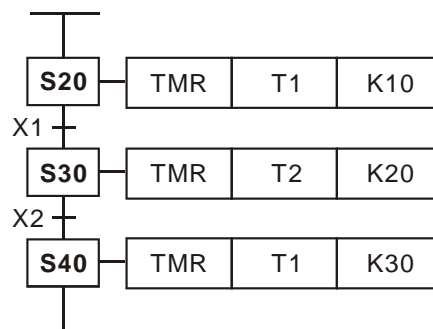 S20 TMR T1 K10
X1
S30 TMR T2 K20
X2
S40 TMR T1 K30